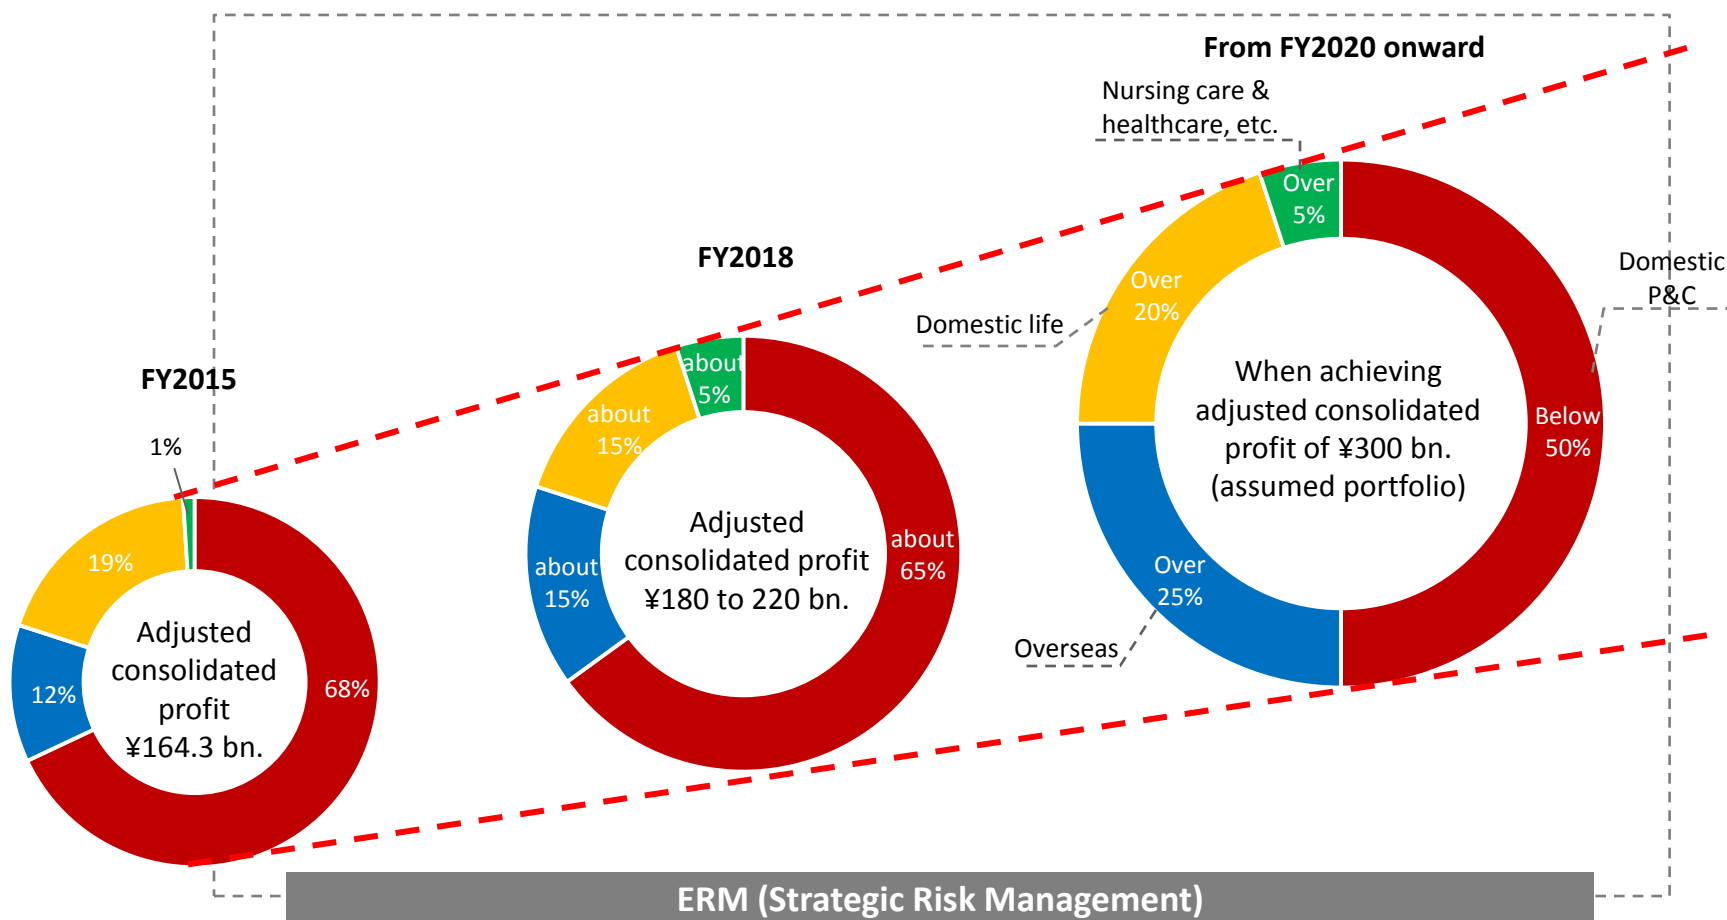 From FY2020 onward
Nursing care &
healthcare, etc.
Over
5%
Domestic
P&C
Over
20%
Domestic life
When achieving
adjusted consolidated
profit of ¥300 bn.
(assumed portfolio)
Below
50%
Over
25%
Overseas
FY2018
about
5%
about
15%
Adjusted
consolidated profit
¥180 to 220 bn.
about
65%
about
15%
FY2015
1%
19%
Adjusted
consolidated
profit
¥164.3 bn.
68%
12%
ERM (Strategic Risk Management)